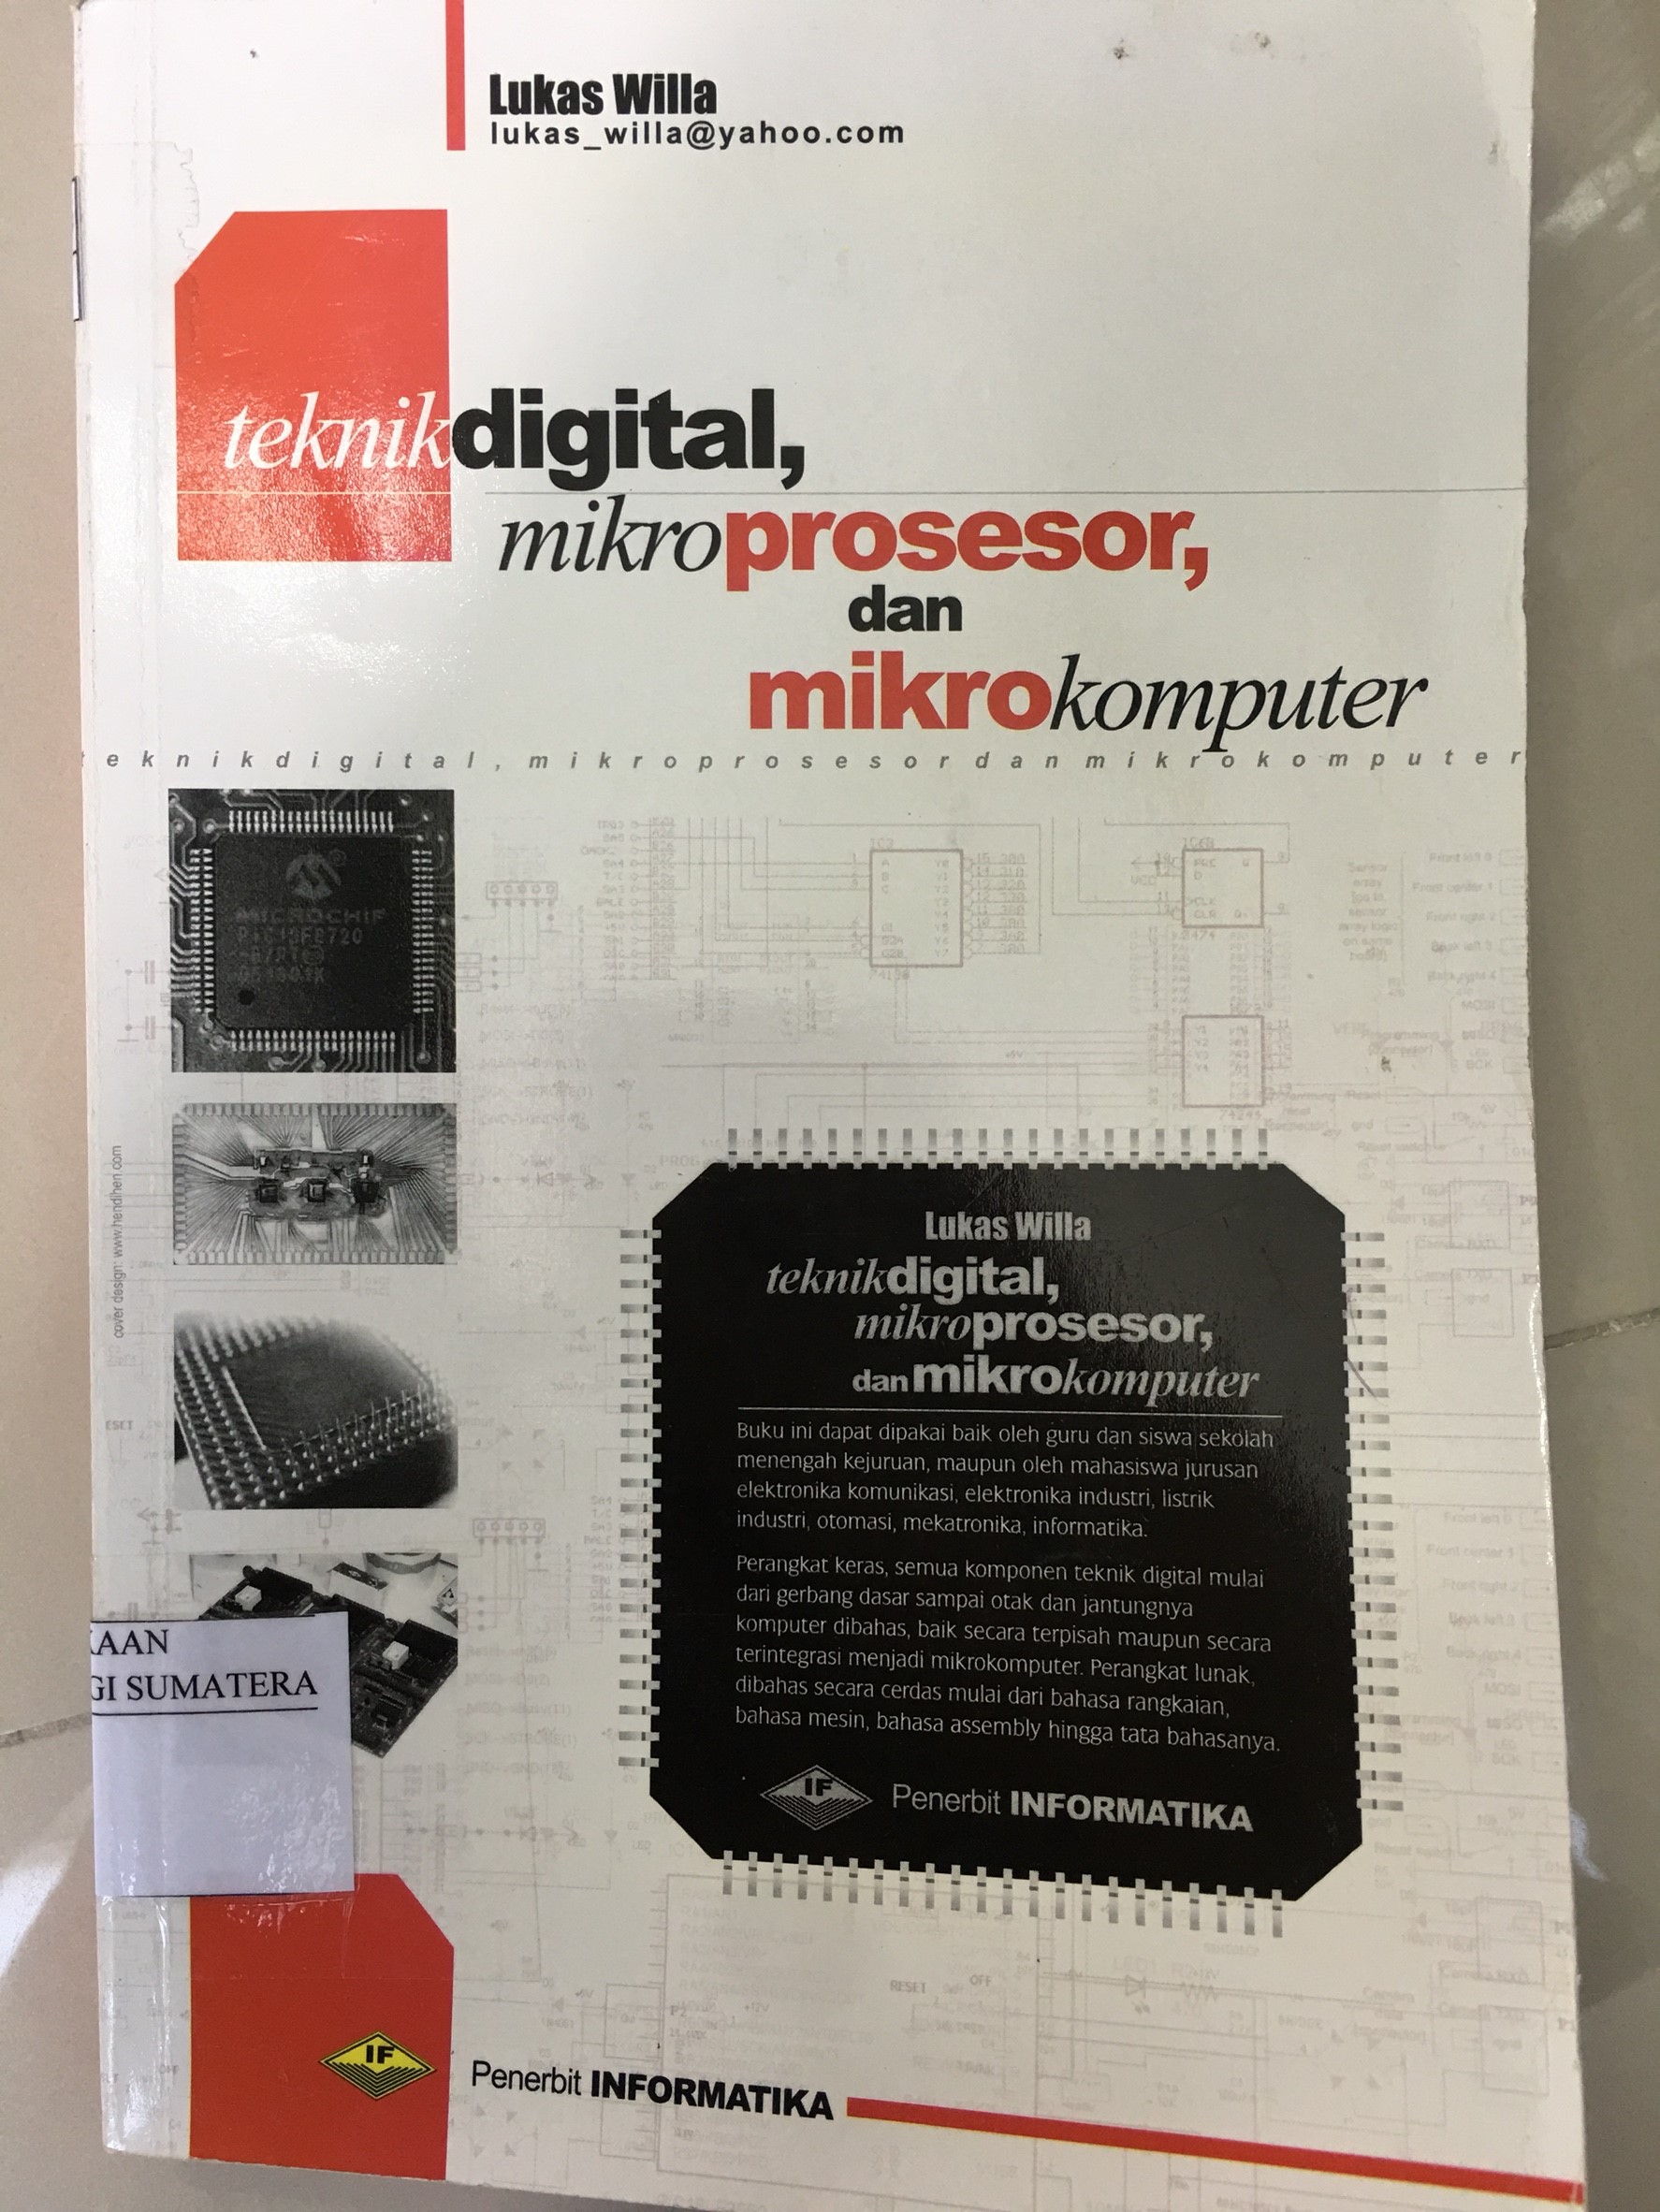 Lukas Willa
lukas_willa@yahoo.com
teknikdigital,
mikroprosesor,
dan
mikrokomputer
eknikdigital,mikroprosesordanmikrokomputer
MICROCHIP
cover design: www.hendihen.com
Lukas Willa
teknikdigital,
mikroprosesor,
danmikrokomputer
Buku ini dapat dipakai baik oleh guru dan siswa sekolah
menengah kejuruan, maupun oleh mahasiswa jurusan
elektronika komunikasi, elektronika industri, listrik
industri, otomasi, mekatronika, informatika.
Perangkat keras, semua komponen teknik digital mulai
dari gerbang dasar sampai otak dan jantungnya
komputer dibahas, baik secara terpisah maupun secara
terintegrasi menjadi mikrokomputer. Perangkat lunak,
dibahas secara cerdas mulai dari bahasa rangkaian,
bahasa mesin, bahasa assembly hingga tata bahasanya.
IF Penerbit INFORMATIKA
KAAN
GI SUMATERA
RESET OFF
IF Penerbit INFORMATIKA